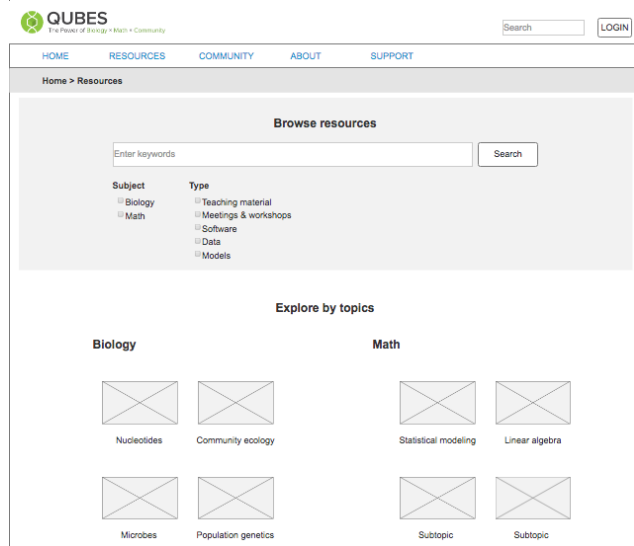 QUBES
The Power of Biology + Math + Community
Search
LOGIN
HOME RESOURCES COMMUNITY ABOUT SUPPORT
Home > Resources
Browse resources
Enter keywords
Search
Subject Type
Biology Teaching material
Math Meetings & workshops
Software
Data
Models
Explore by topics
Biology Math
Nucleotides Community ecology Statistical modeling Linear algebra
Microbes Population genetics Subtopic Subtopic